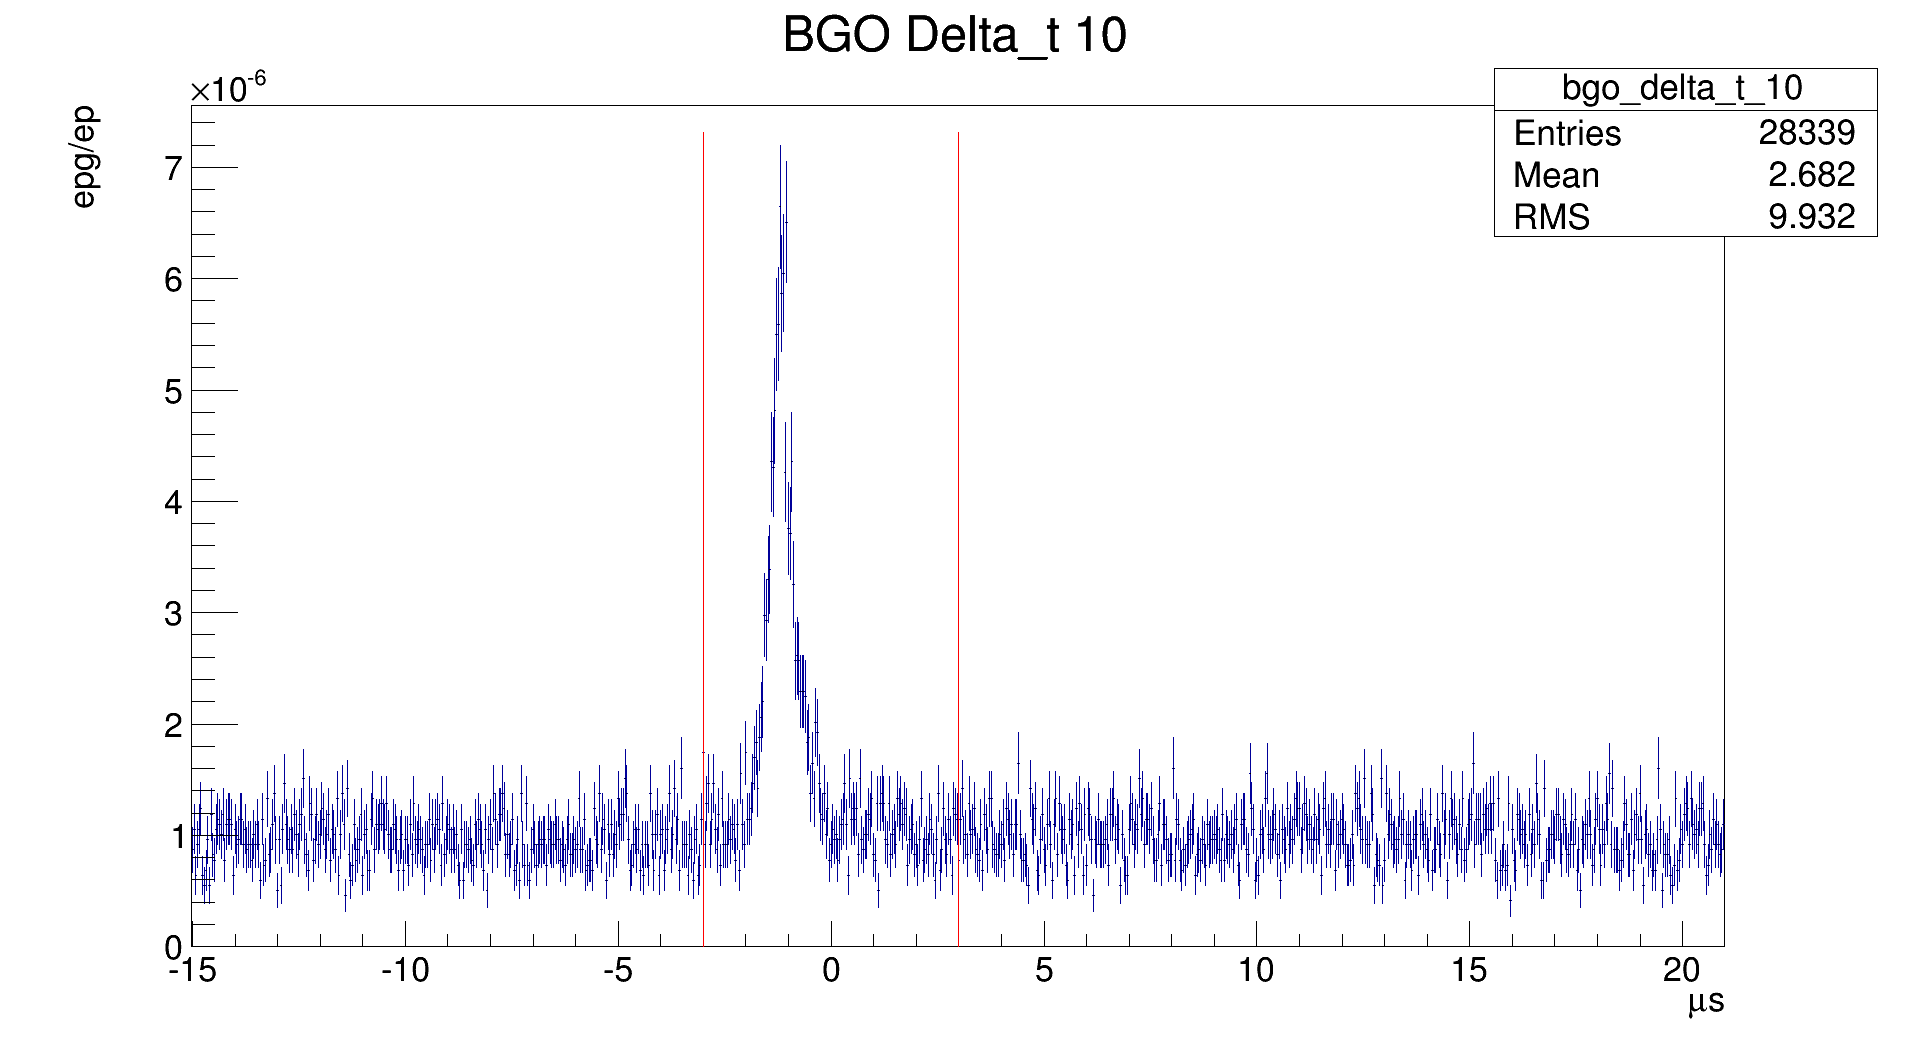 BGO Delta_t 10
×10-6
epg/ep
bgo_delta_t_10
Entries 28339
Mean 2.682
RMS 9.932
7
6
5
4
3
2
1
0
-15 -10 -5 0 5 10 15 20
μs